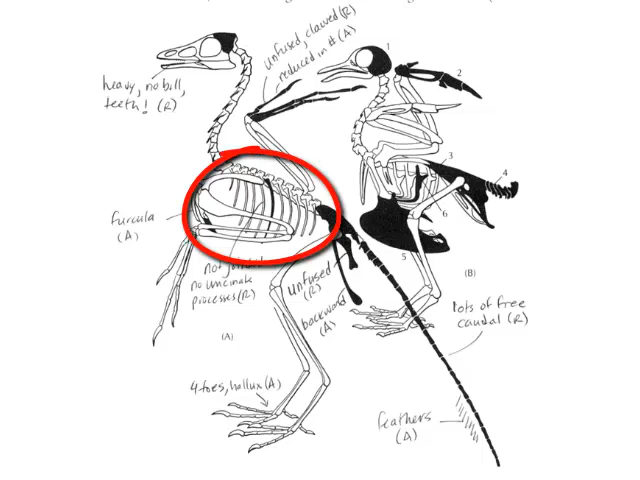 unfused, clawed (R)
reduced in # (A)
heavy, no bill,
teeth! (R)
1
2
3
4
5
6
furcula
(A)
no uncinate
processes (R)
unfused
(R)
backward
(A)
(A)
(B)
lots of free
caudal (R)
4 toes, hallux (A)
feathers
(A)